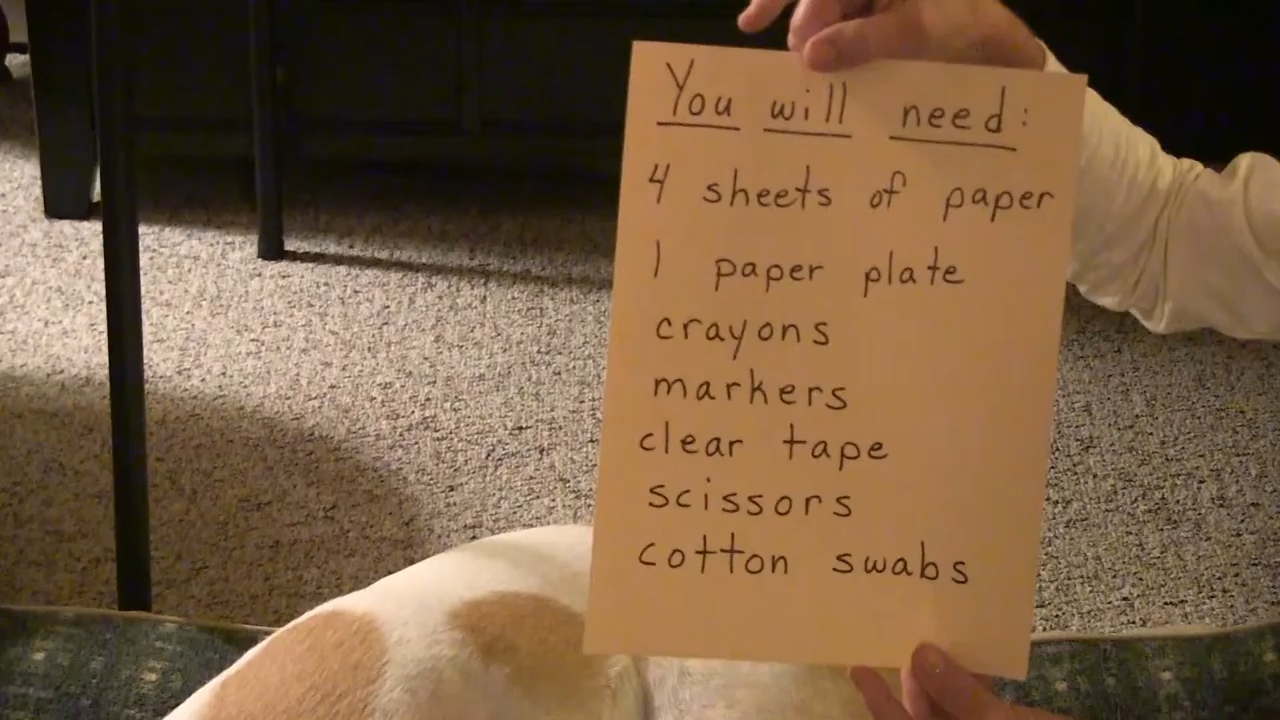 You will need:
4 sheets of paper
1 paper plate
crayons
markers
clear tape
scissors
cotton swabs